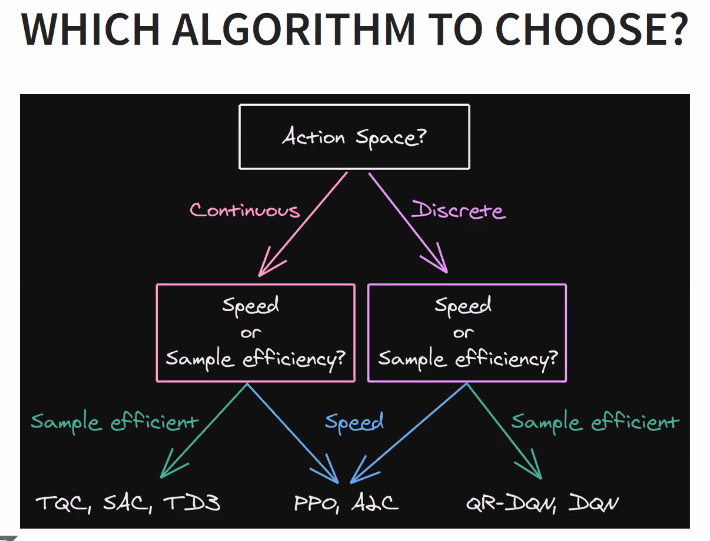 WHICH ALGORITHM TO CHOOSE?
Action Space?
Continuous
Discrete
Speed
or
Sample efficiency?
Speed
or
Sample efficiency?
Sample efficient
Speed
Sample efficient
TQC, SAC, TD3
PPO, A2C
QR-DQN, DQN